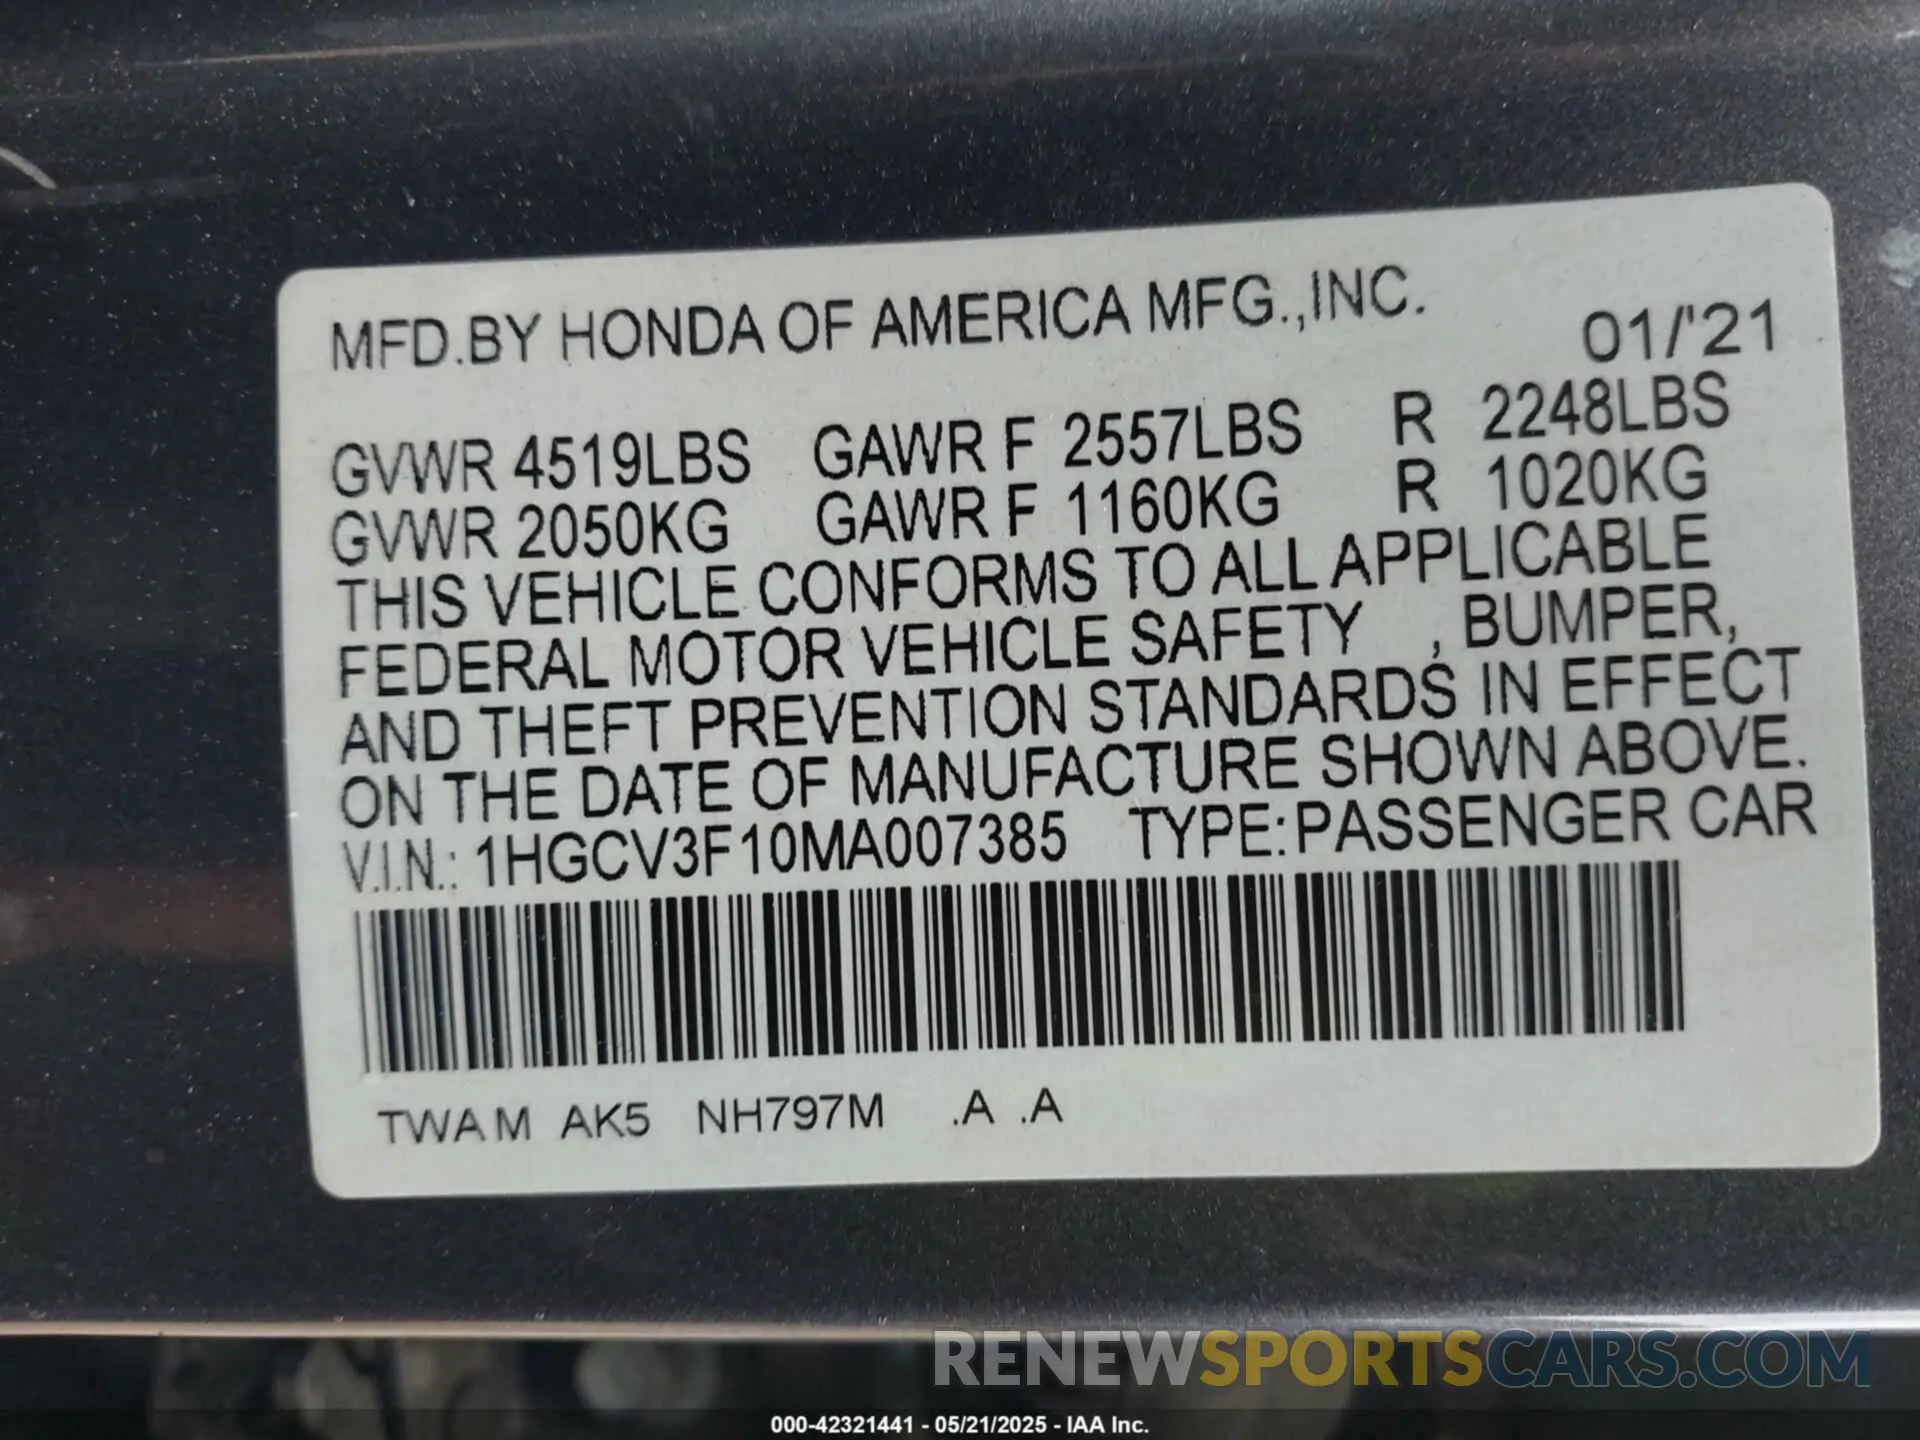 MFD.BY HONDA OF AMERICA MFG.,INC.
01/'21
GVWR 4519LBS GAWR F 2557LBS R 2248LBS
GVWR 2050KG GAWR F 1160KG R 1020KG
THIS VEHICLE CONFORMS TO ALL APPLICABLE
FEDERAL MOTOR VEHICLE SAFETY , BUMPER,
AND THEFT PREVENTION STANDARDS IN EFFECT
ON THE DATE OF MANUFACTURE SHOWN ABOVE.
V.I.N.: 1HGCV3F10MA007385 TYPE:PASSENGER CAR
TWAM AK5 NH797M .A .A
RENEWSPORTSCARS.COM
000-42321441 - 05/21/2025 - IAA Inc.